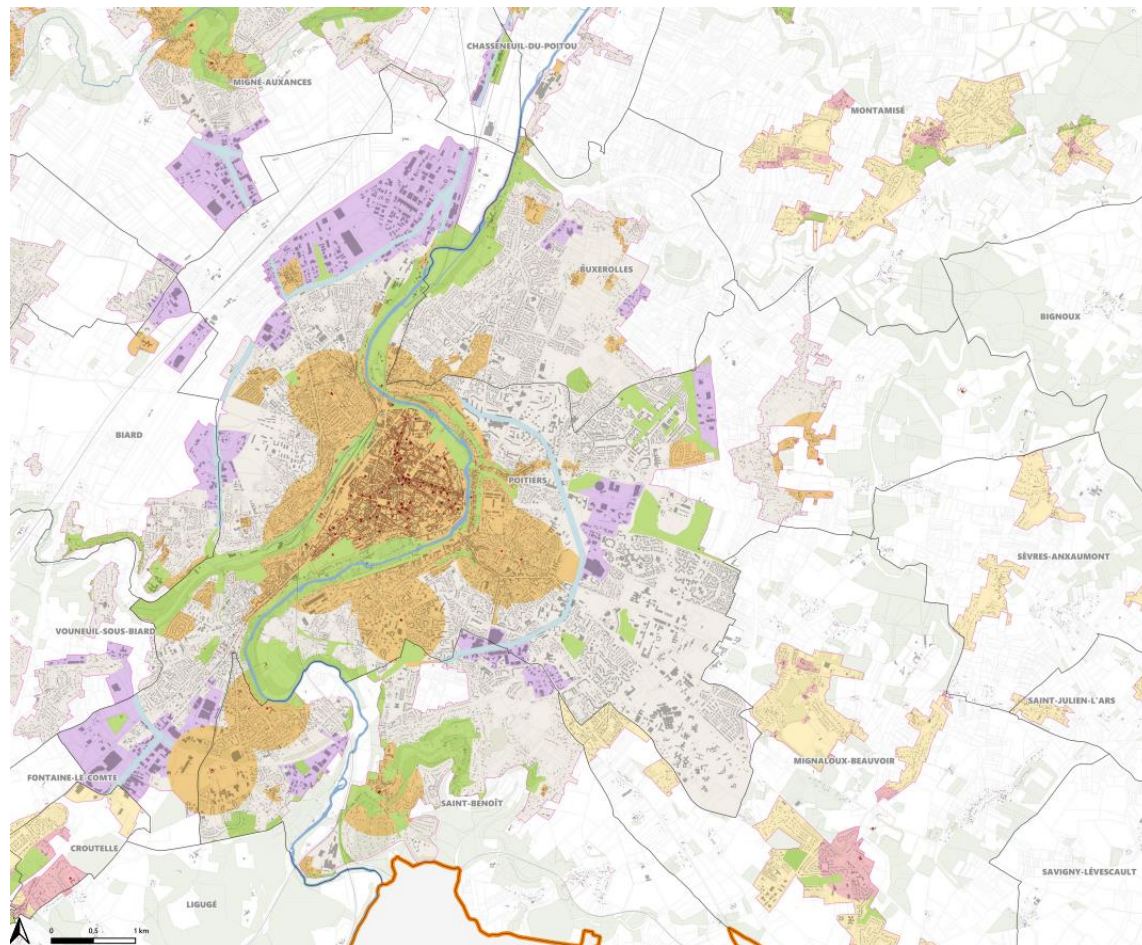 CHASSENEUIL-DU-POITOU
MIGNÉ-AUXANCES
MONTAMISÉ
BUXEROLLES
BIGNOUX
BIARD
POITIERS
SÈVRES-ANXAUMONT
VOUNEUIL-SOUS-BIARD
SAINT-JULIEN-L'ARS
MIGNALOUX-BEAUVOIR
FONTAINE-LE-COMTE
SAINT-BENOÎT
CROUTELLE
SAVIGNY-LÉVESCAULT
LIGUGÉ
0 0,5 1 km